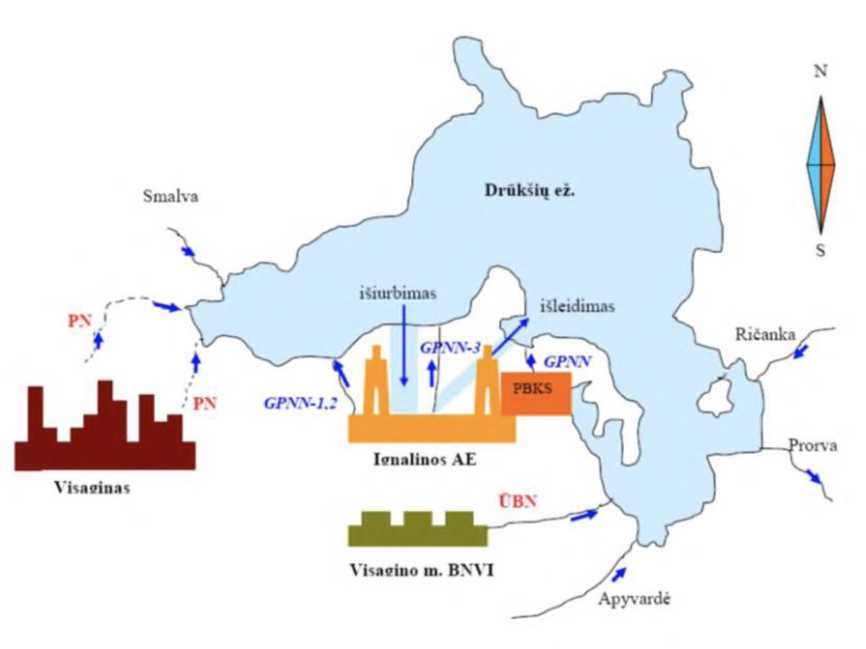 N
Smalva
Drūkšių ež.
S
išiurbimas
išleidimas
PN
Ričanka
GPNN-3
GPNN
PBKS
PN
GPNN-1,2
Prorva
Ignalinos AE
Visaginas
ŪBN
Visagino m. BNVI
Apyvardė